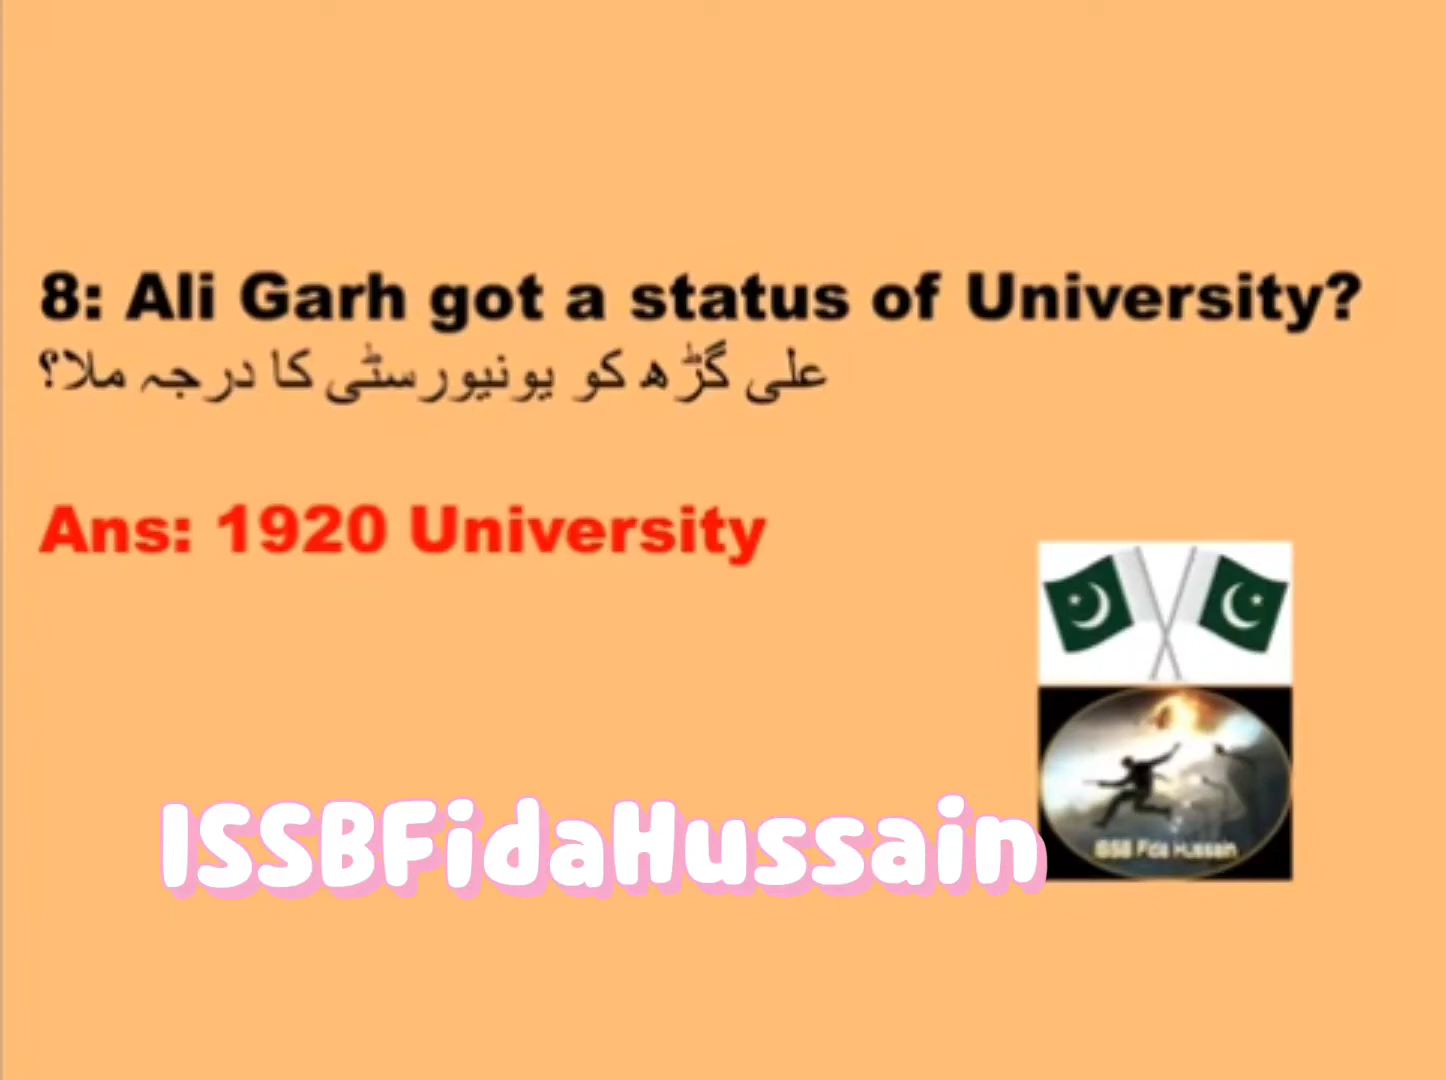 8: Ali Garh got a status of University?
علی گڑھ کو یونیورسٹی کا درجہ ملا؟
Ans: 1920 University
ISSBFidaHussain
ISSB Fida Hussain